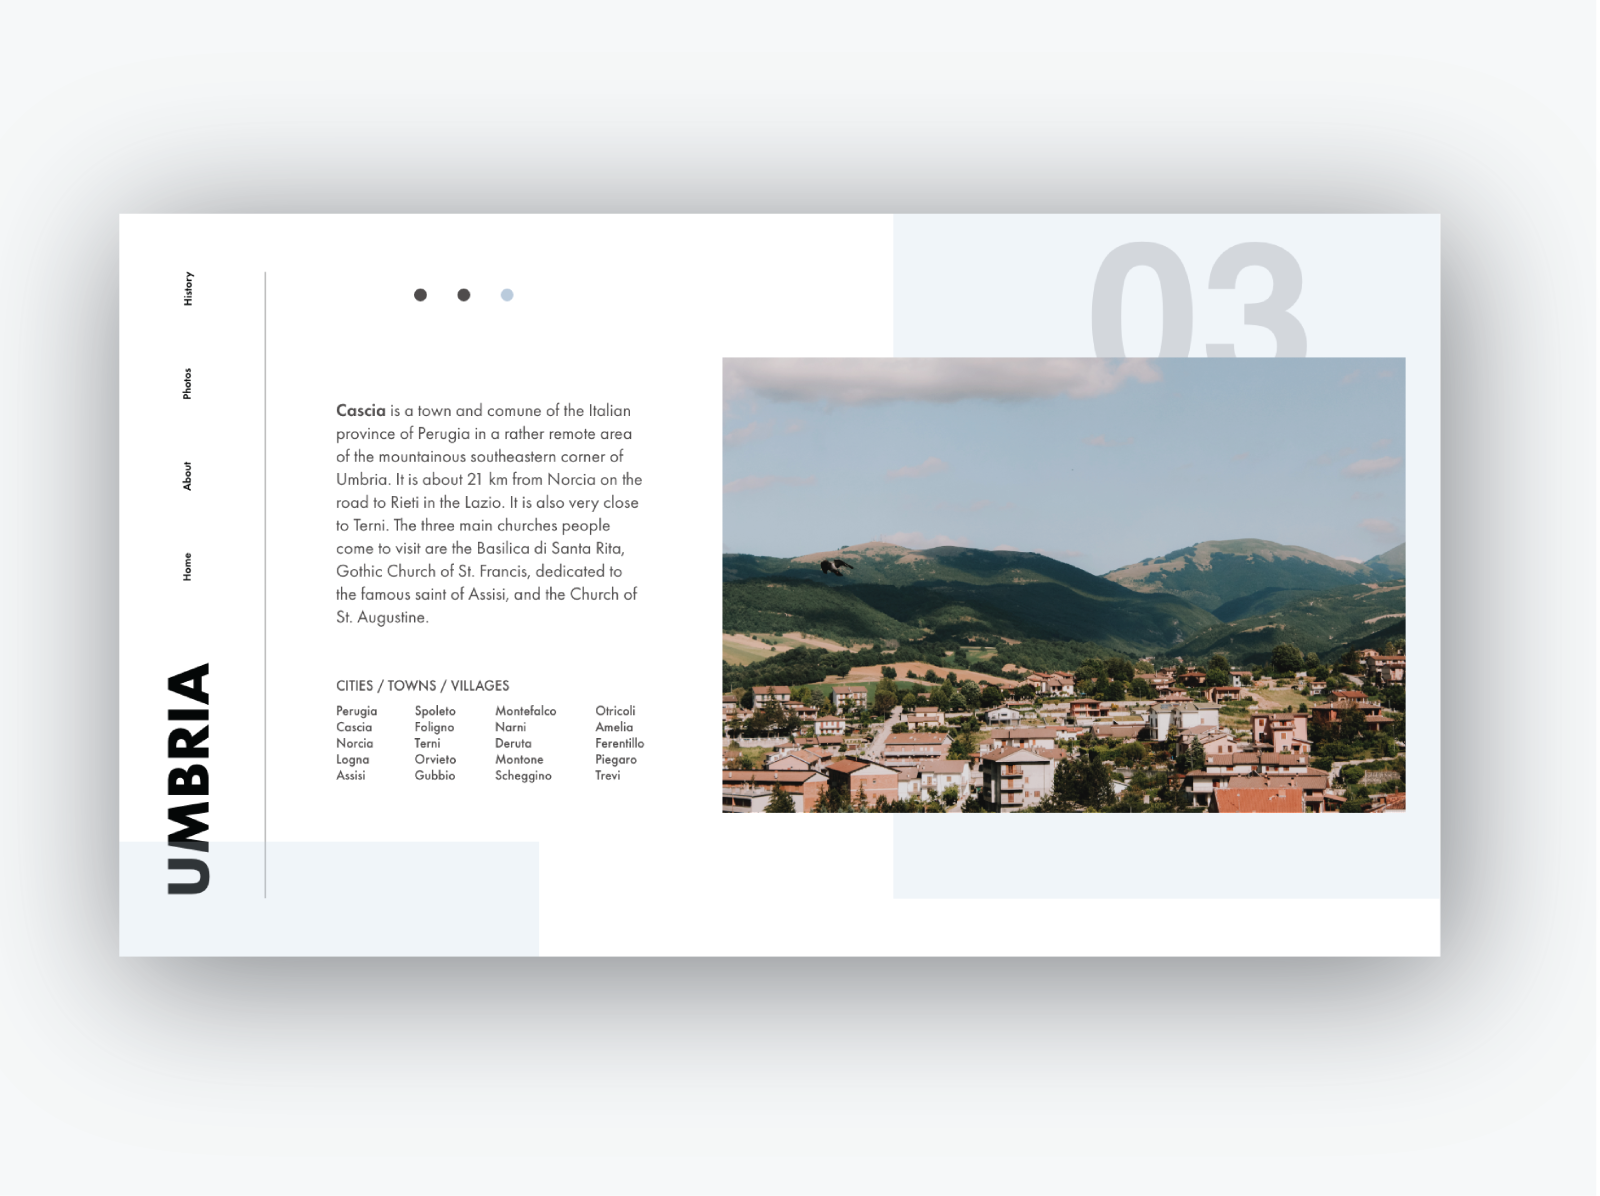 History
Photos
About
Home
UMBRIA
03
Cascia is a town and comune of the Italian
province of Perugia in a rather remote area
of the mountainous southeastern corner of
Umbria. It is about 21 km from Norcia on the
road to Rieti in the Lazio. It is also very close
to Terni. The three main churches people
come to visit are the Basilica di Santa Rita,
Gothic Church of St. Francis, dedicated to
the famous saint of Assisi, and the Church of
St. Augustine.
CITIES / TOWNS / VILLAGES
Perugia Spoleto Montefalco Otricoli
Cascia Foligno Narni Amelia
Norcia Terni Deruta Ferentillo
Logna Orvieto Montone Piegaro
Assisi Gubbio Scheggino Trevi